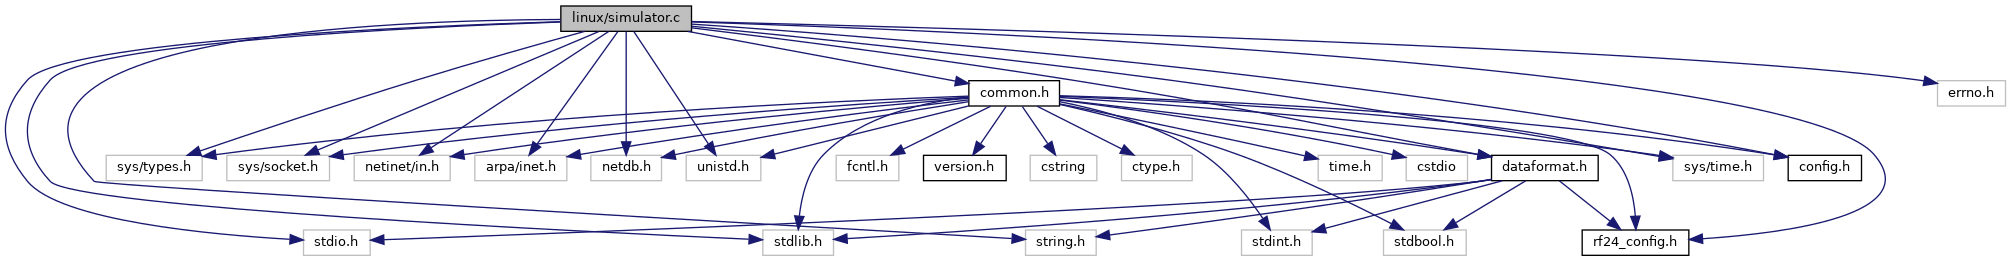 linux/simulator.c
common.h
errno.h
sys/types.h
sys/socket.h
netinet/in.h
arpa/inet.h
netdb.h
unistd.h
fcntl.h
version.h
cstring
ctype.h
time.h
cstdio
dataformat.h
sys/time.h
config.h
stdio.h
stdlib.h
string.h
stdint.h
stdbool.h
rf24_config.h